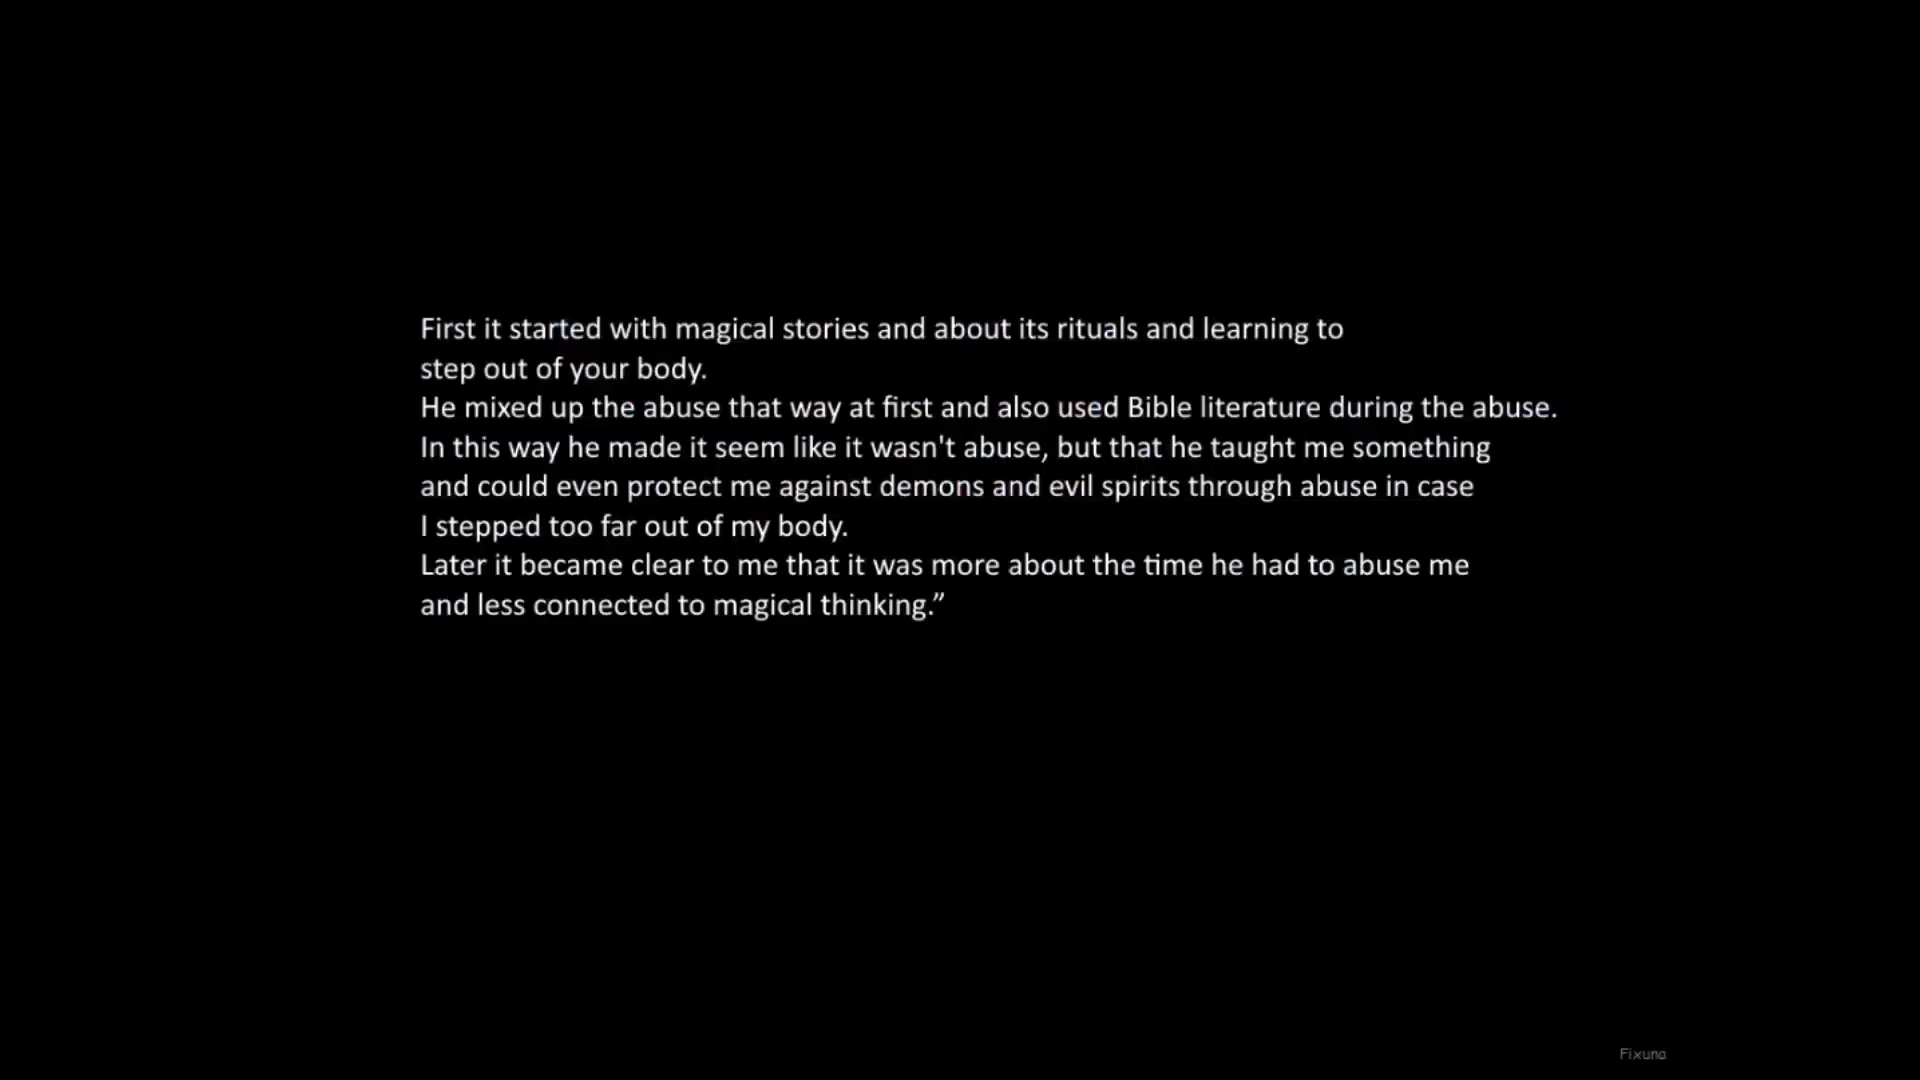 First it started with magical stories and about its rituals and learning to
step out of your body.
He mixed up the abuse that way at first and also used Bible literature during the abuse.
In this way he made it seem like it wasn't abuse, but that he taught me something
and could even protect me against demons and evil spirits through abuse in case
I stepped too far out of my body.
Later it became clear to me that it was more about the time he had to abuse me
and less connected to magical thinking.”
Fixuna